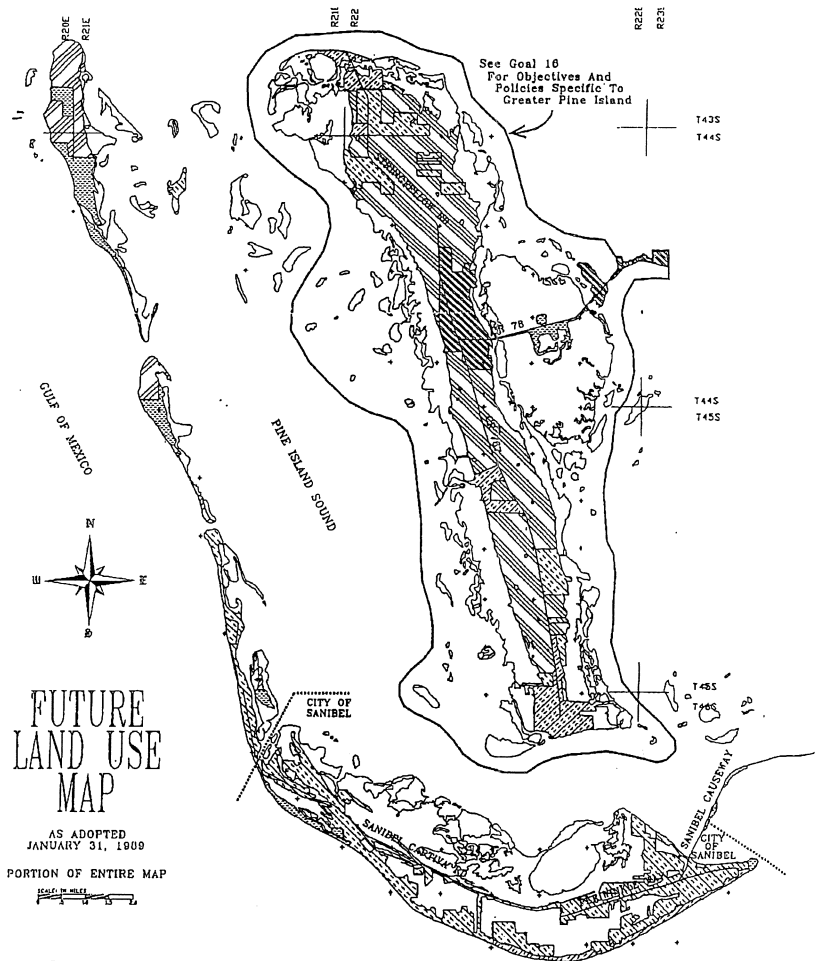 R20E
R21E
R21E
R22
R22E
R23E
See Goal 16
For Objectives And
Policies Specific To
Greater Pine Island
T43S
T44S
78
T44S
T45S
GULF OF MEXICO
PINE ISLAND SOUND
N
E
S
T45S
T46S
CITY OF
SANIBEL
FUTURE
LAND USE
MAP
AS ADOPTED
JANUARY 31, 1989
PORTION OF ENTIRE MAP
SCALE: IN MILES
SANIBEL CAUSEWAY
CITY
OF
SANIBEL
SANIBEL